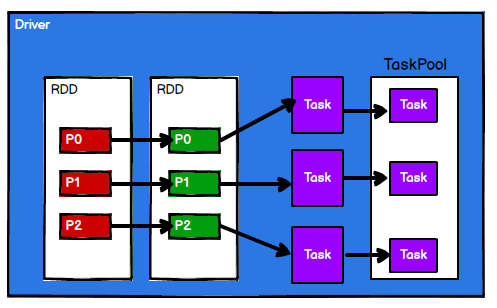 Driver
TaskPool
RDD
RDD
P0
P0
Task
Task
P1
P1
Task
Task
P2
P2
Task
Task